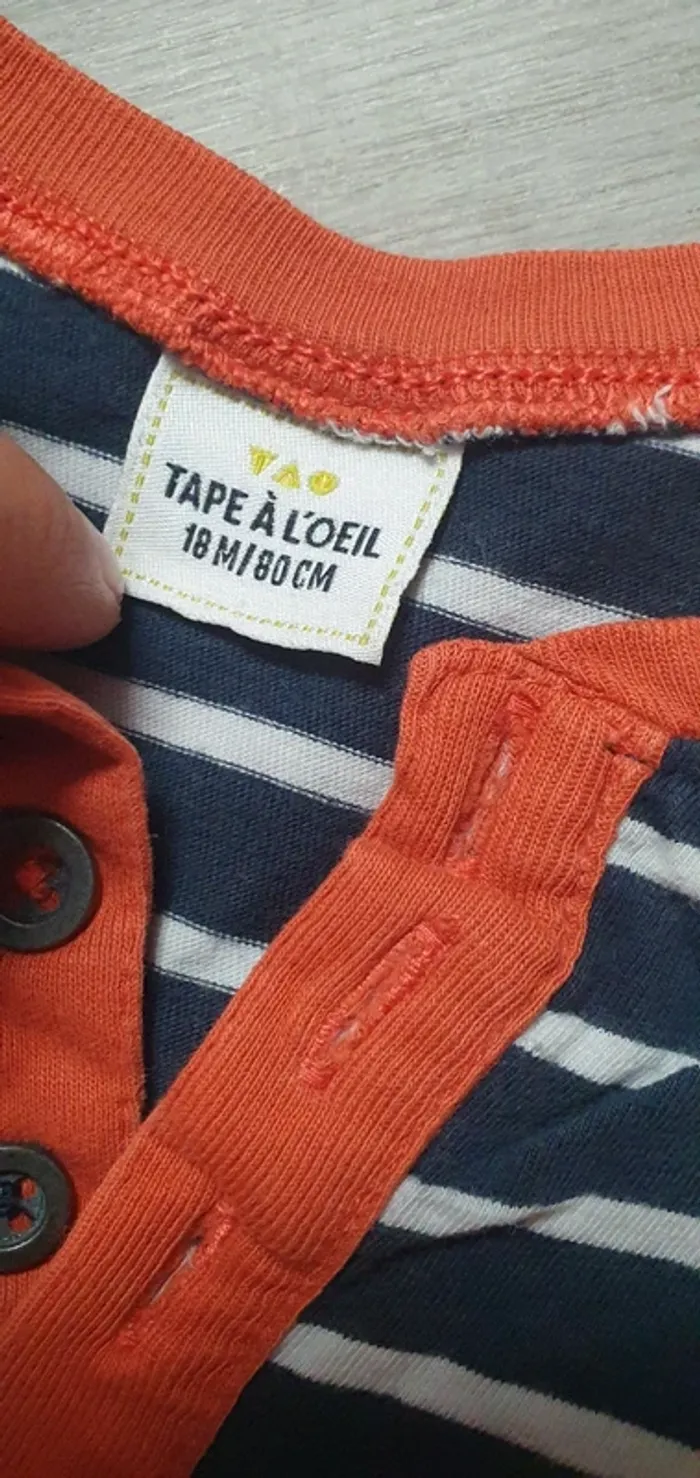 TAO
TAPE À L'OEIL
18 M/80 CM